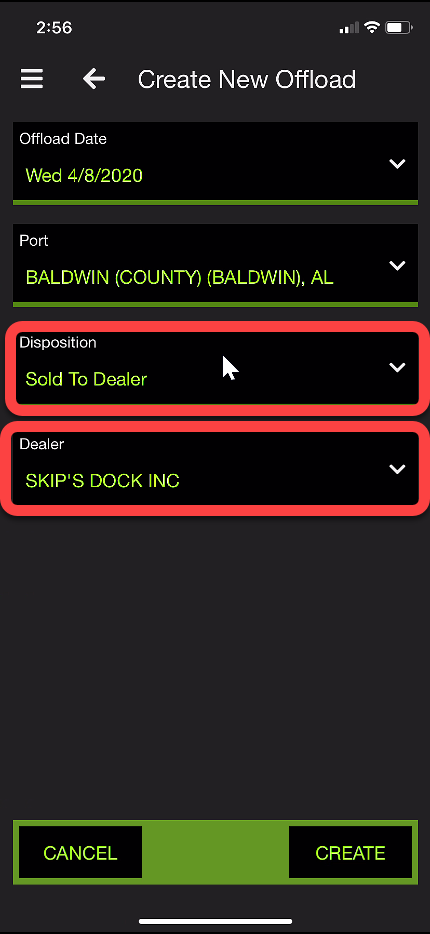 2:56
Create New Offload
Offload Date
Wed 4/8/2020
Port
BALDWIN (COUNTY) (BALDWIN), AL
Disposition
Sold To Dealer
Dealer
SKIP'S DOCK INC
CANCEL
CREATE